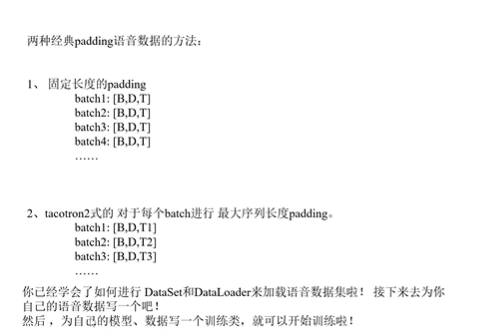 两种经典padding语音数据的方法：
1、 固定长度的padding
batch1: [B,D,T]
batch2: [B,D,T]
batch3: [B,D,T]
batch4: [B,D,T]
……
2、tacotron2式的 对于每个batch进行 最大序列长度padding。
batch1: [B,D,T1]
batch2: [B,D,T2]
batch3: [B,D,T3]
……
你已经学会了如何进行 DataSet和DataLoader来加载语音数据集啦！ 接下来去为你
自己的语音数据写一个吧！
然后 ，为自己的模型、数据写一个训练类，就可以开始训练啦！